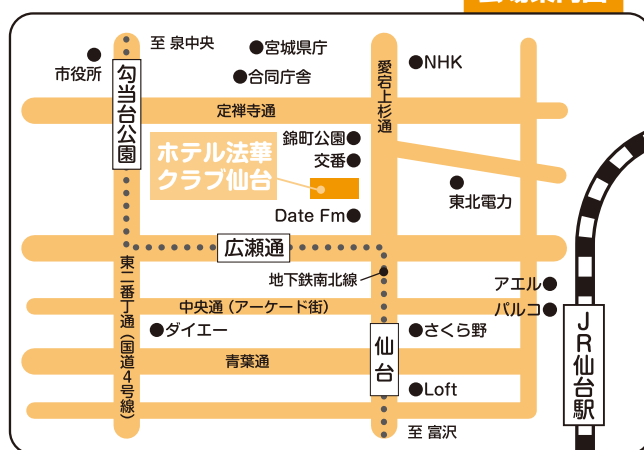 会場案内図
至 泉中央
宮城県庁
市役所
合同庁舎
NHK
勾当台公園
愛宕上杉通
定禅寺通
錦町公園
交番
ホテル法華
クラブ仙台
東北電力
Date Fm
広瀬通
地下鉄南北線
アエル
中央通（アーケード街）
パルコ
東二番丁通（国道4号線）
ダイエー
さくら野
仙台
JR仙台駅
青葉通
Loft
至 富沢